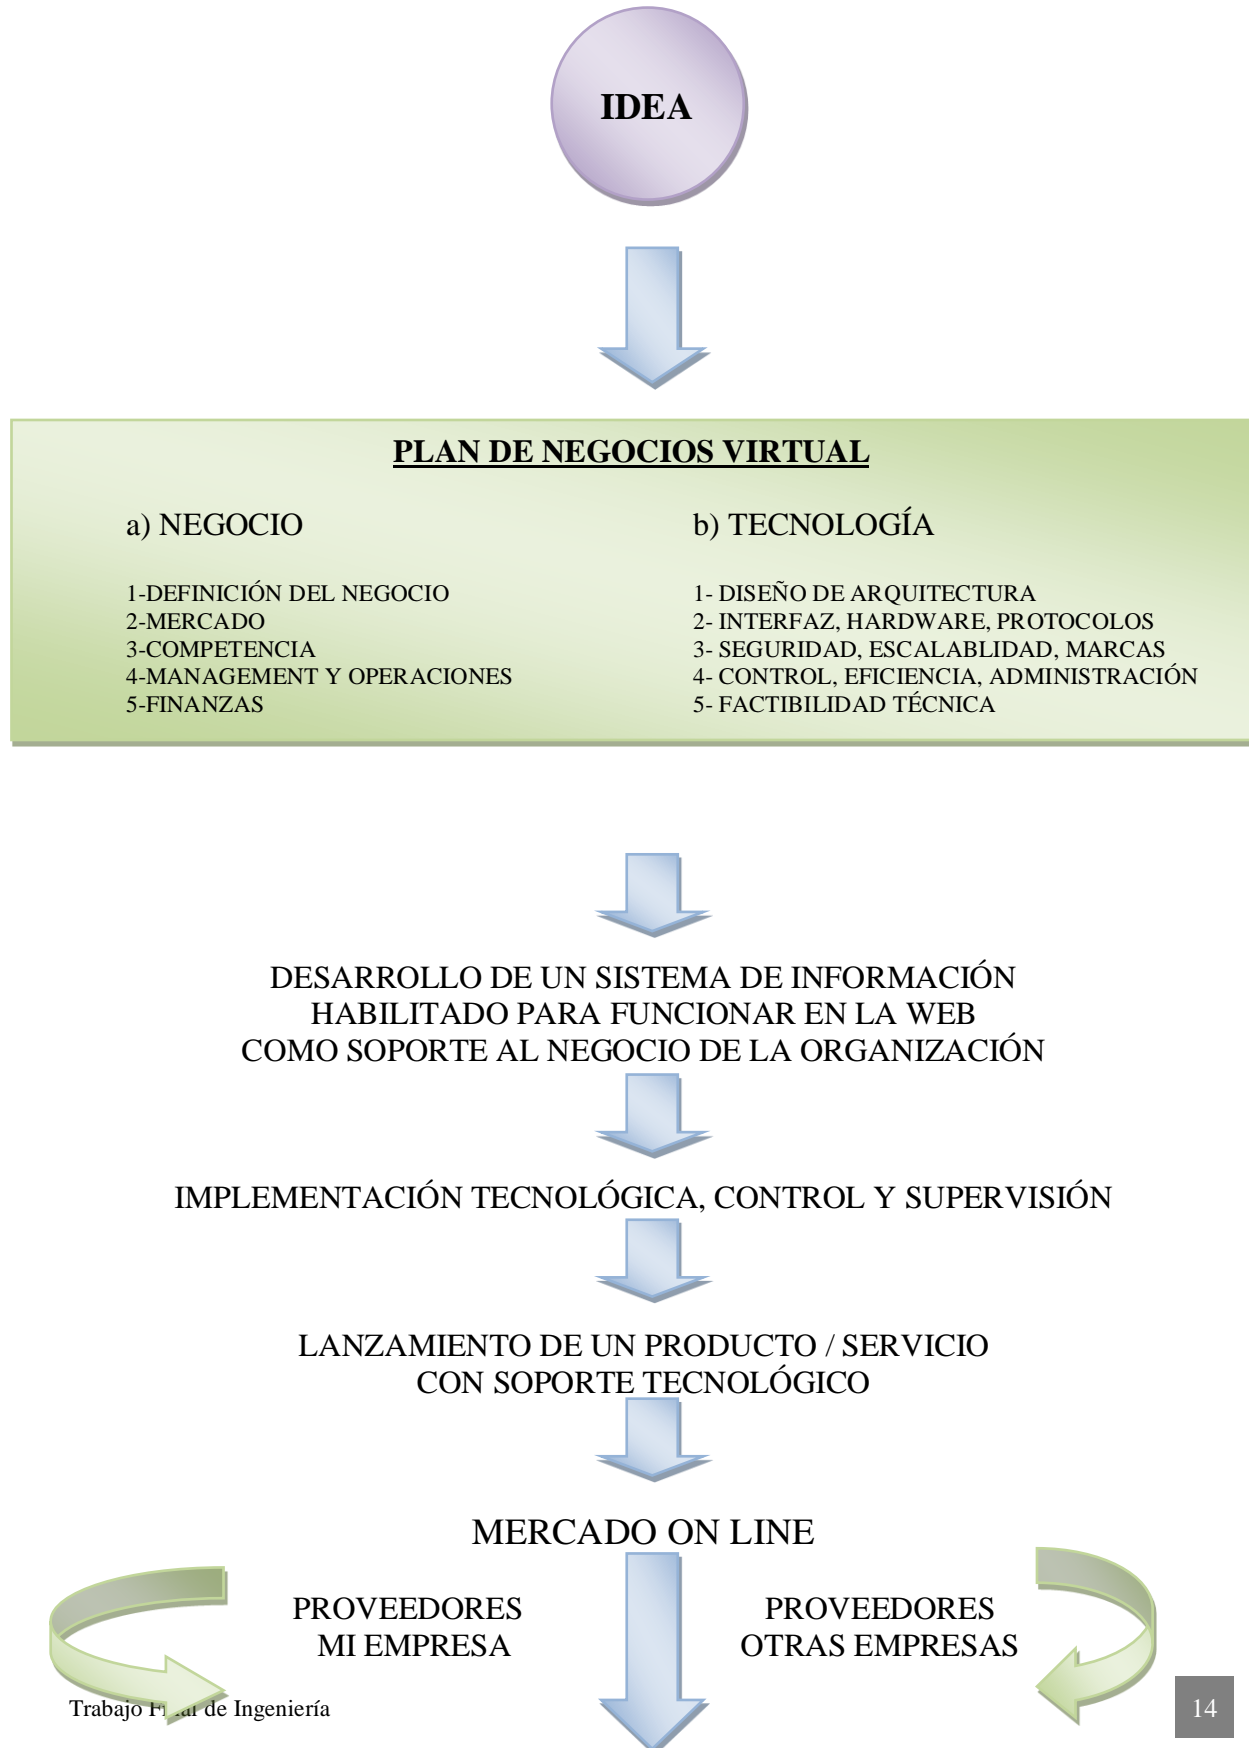 IDEA
PLAN DE NEGOCIOS VIRTUAL
a) NEGOCIO
1-DEFINICIÓN DEL NEGOCIO
2-MERCADO
3-COMPETENCIA
4-MANAGEMENT Y OPERACIONES
5-FINANZAS
b) TECNOLOGÍA
1- DISEÑO DE ARQUITECTURA
2- INTERFAZ, HARDWARE, PROTOCOLOS
3- SEGURIDAD, ESCALABLIDAD, MARCAS
4- CONTROL, EFICIENCIA, ADMINISTRACIÓN
5- FACTIBILIDAD TÉCNICA
DESARROLLO DE UN SISTEMA DE INFORMACIÓN
HABILITADO PARA FUNCIONAR EN LA WEB
COMO SOPORTE AL NEGOCIO DE LA ORGANIZACIÓN
IMPLEMENTACIÓN TECNOLÓGICA, CONTROL Y SUPERVISIÓN
LANZAMIENTO DE UN PRODUCTO / SERVICIO
CON SOPORTE TECNOLÓGICO
MERCADO ON LINE
PROVEEDORES
MI EMPRESA
PROVEEDORES
OTRAS EMPRESAS
Trabajo Final de Ingeniería
14